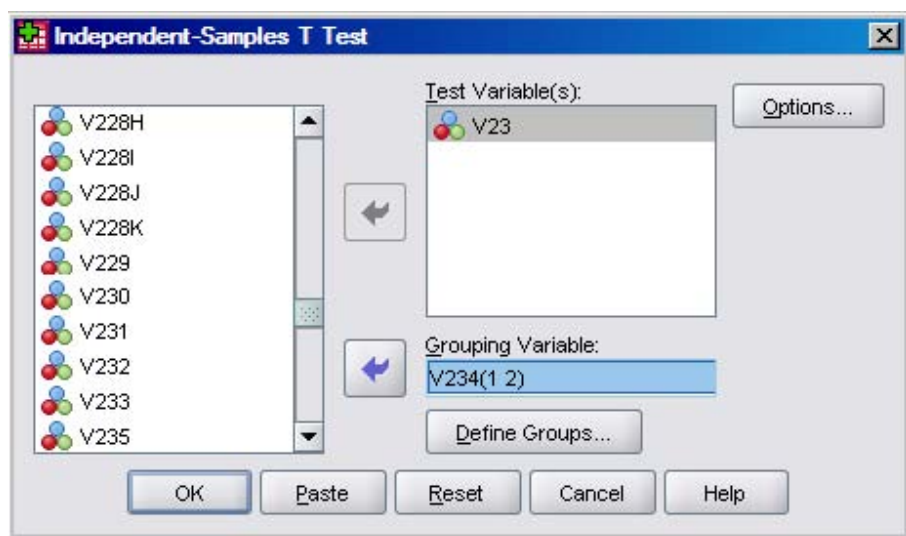 Independent-Samples T Test
V228H
V228I
V228J
V228K
V229
V230
V231
V232
V233
V235
Test Variable(s):
V23
Options...
Grouping Variable:
V234(1 2)
Define Groups...
OK
Paste
Reset
Cancel
Help